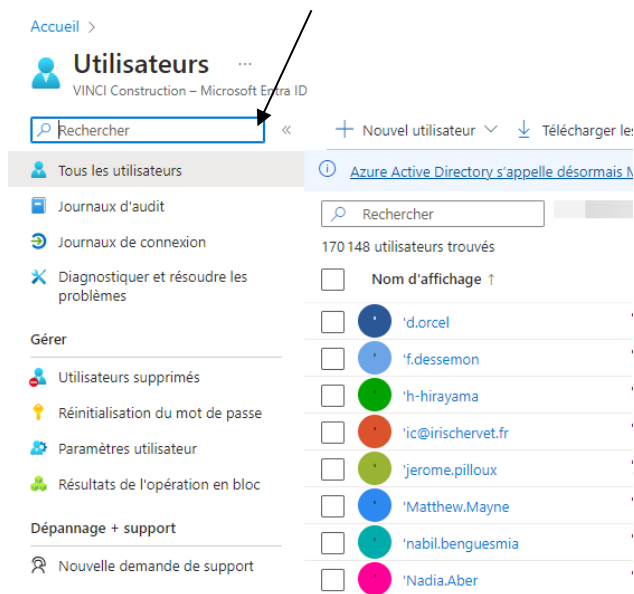 Accueil >
Utilisateurs ...
VINCI Construction – Microsoft Entra ID
Rechercher
«
Tous les utilisateurs
Journaux d'audit
Journaux de connexion
Diagnostiquer et résoudre les
problèmes
Gérer
Utilisateurs supprimés
Réinitialisation du mot de passe
Paramètres utilisateur
Résultats de l'opération en bloc
Dépannage + support
Nouvelle demande de support
Nouvel utilisateur
Télécharger les
Azure Active Directory s'appelle désormais M
Rechercher
170 148 utilisateurs trouvés
Nom d'affichage ↑
' 'd.orcel
' 'f.dessemon
' 'h-hirayama
' 'ic@irischervet.fr
' 'jerome.pilloux
' 'Matthew.Mayne
' 'nabil.benguesmia
' 'Nadia.Aber